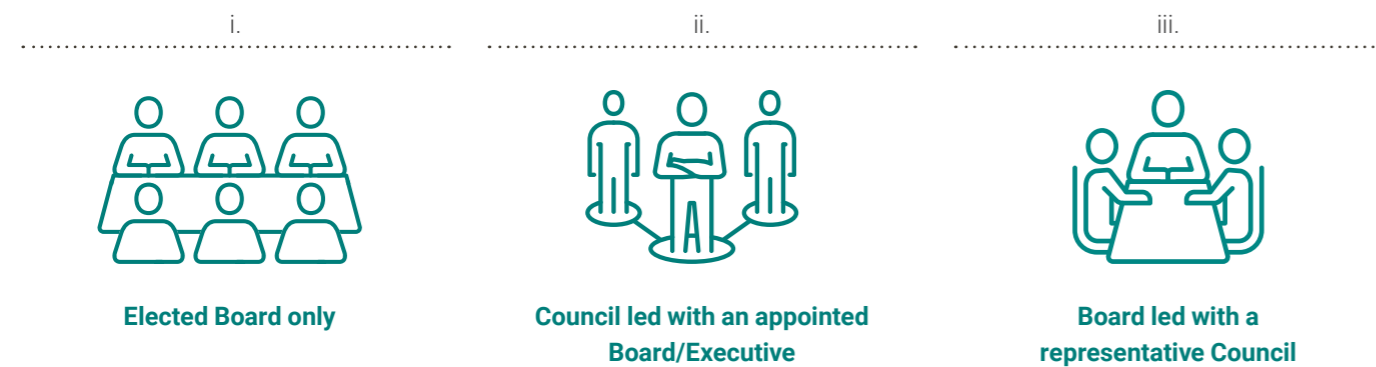 i.
ii.
iii.
Elected Board only
Council led with an appointed
Board/Executive
Board led with a
representative Council